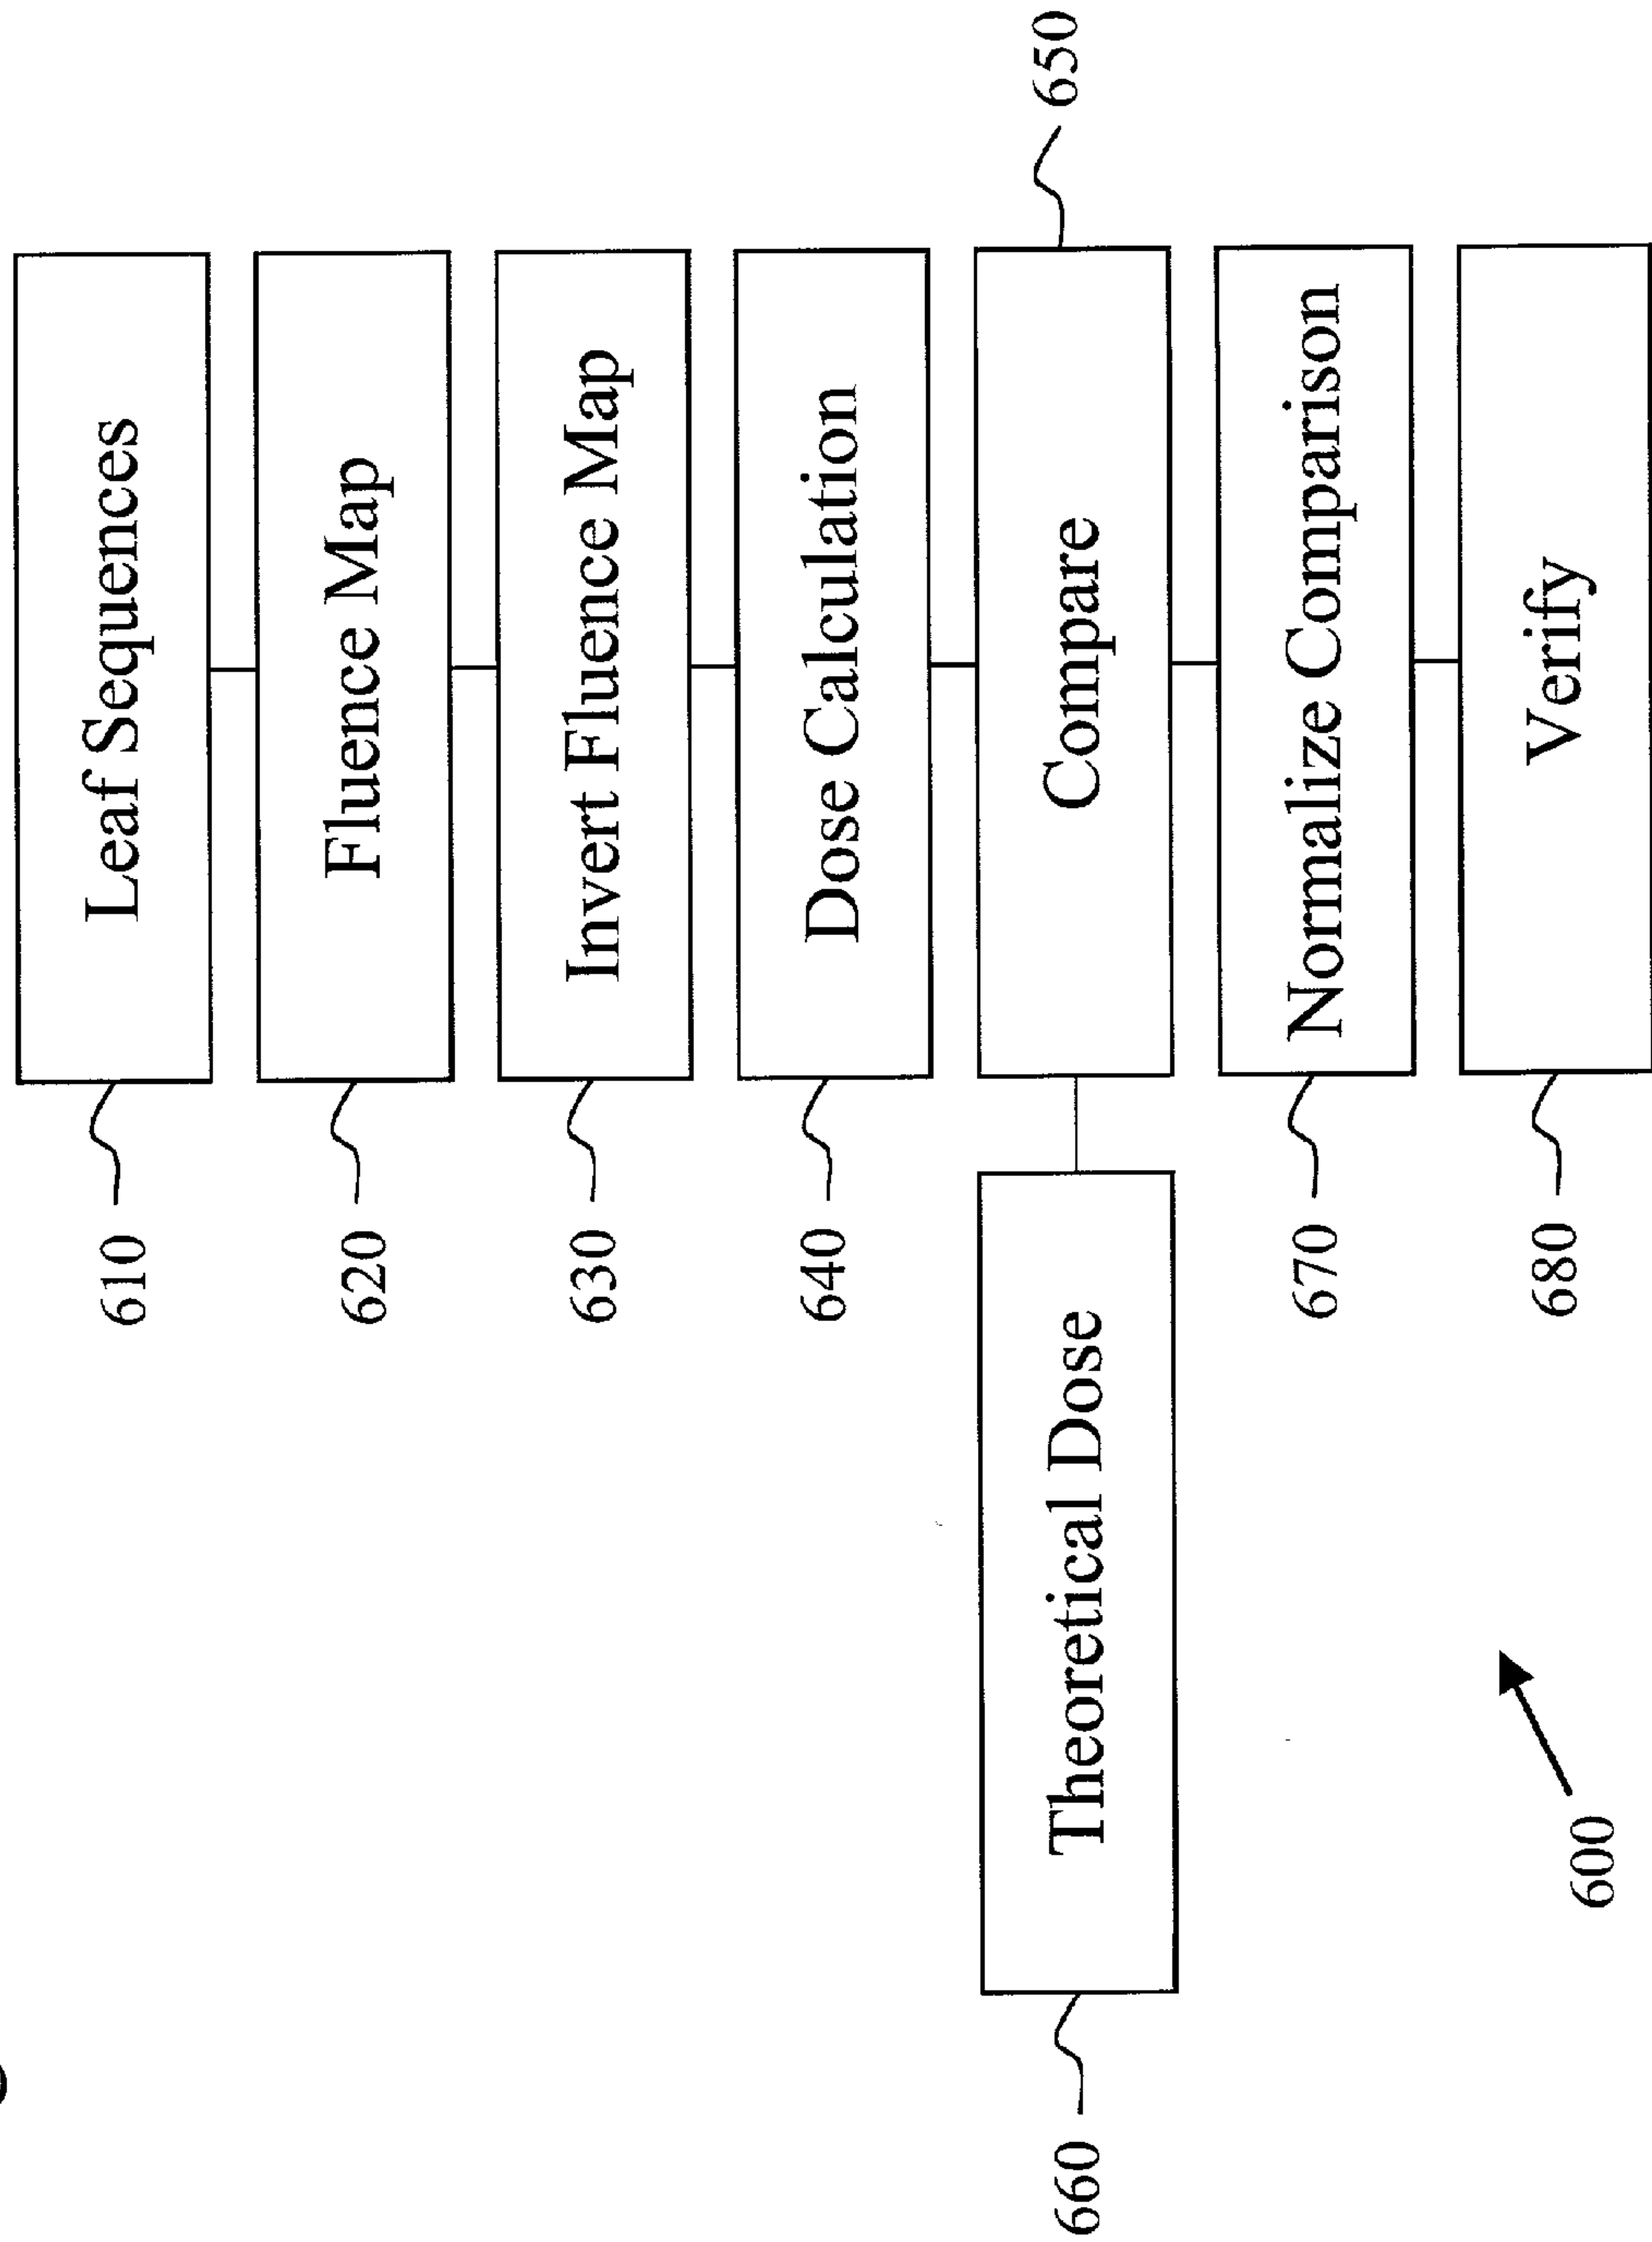 610
Leaf Sequences
620
Fluence Map
630
Invert Fluence Map
640
Dose Calculation
660
Theoretical Dose
Compare
650
670
Normalize Comparison
680
Verify
600